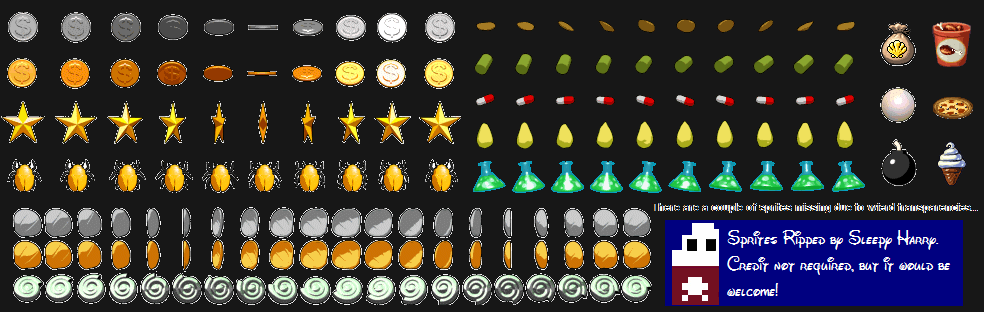 There are a couple of sprites missing due to wierd transparencies...
Sprites Ripped by Sleepy Harry.
Credit not required, but it would be
welcome!